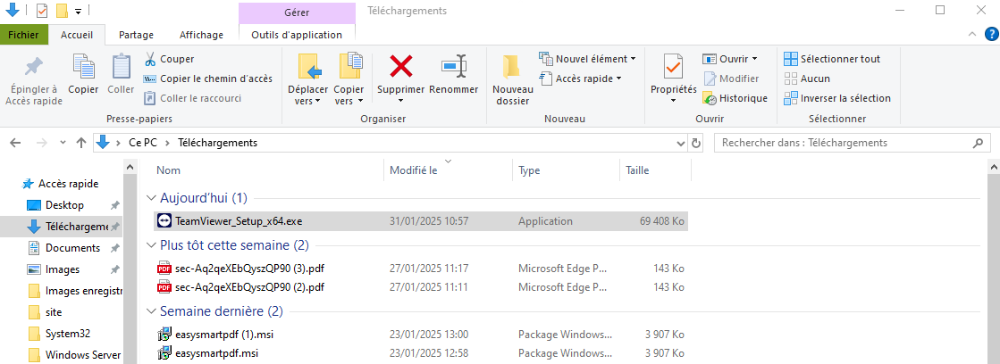 Gérer
Téléchargements
Fichier
Accueil
Partage
Affichage
Outils d'application
Épingler à
Accès rapide
Copier
Coller
Couper
Copier le chemin d'accès
Coller le raccourci
Presse-papiers
Déplacer
vers
Copier
vers
Supprimer
Renommer
Organiser
Nouveau
dossier
Nouvel élément
Accès rapide
Nouveau
Propriétés
Ouvrir
Modifier
Historique
Ouvrir
Sélectionner tout
Aucun
Inverser la sélection
Sélectionner
Ce PC > Téléchargements
Rechercher dans : Téléchargements
Accès rapide
Desktop
Téléchargeme
Documents
Images
Images enregistr
site
System32
Windows Server
Nom Modifié le Type Taille
Aujourd'hui (1)
TeamViewer_Setup_x64.exe 31/01/2025 10:57 Application 69 408 Ko
Plus tôt cette semaine (2)
PDF sec-Aq2qeXEbQyszQP90 (3).pdf 27/01/2025 11:17 Microsoft Edge P... 143 Ko
PDF sec-Aq2qeXEbQyszQP90 (2).pdf 27/01/2025 11:11 Microsoft Edge P... 143 Ko
Semaine dernière (2)
easysmartpdf (1).msi 23/01/2025 13:00 Package Windows... 3 907 Ko
easysmartpdf.msi 23/01/2025 12:58 Package Windows... 3 907 Ko